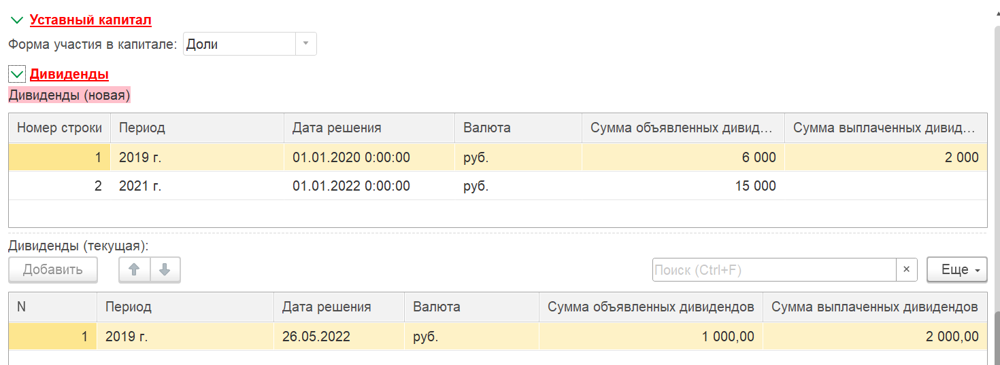 Уставный капитал
Форма участия в капитале: Доли
Дивиденды
Дивиденды (новая)
Номер строки Период Дата решения Валюта Сумма объявленных дивид... Сумма выплаченных дивид...
1 2019 г. 01.01.2020 0:00:00 руб. 6 000 2 000
2 2021 г. 01.01.2022 0:00:00 руб. 15 000
Дивиденды (текущая):
Добавить Поиск (Ctrl+F) × Еще
N Период Дата решения Валюта Сумма объявленных дивидендов Сумма выплаченных дивидендов
1 2019 г. 26.05.2022 руб. 1 000,00 2 000,00